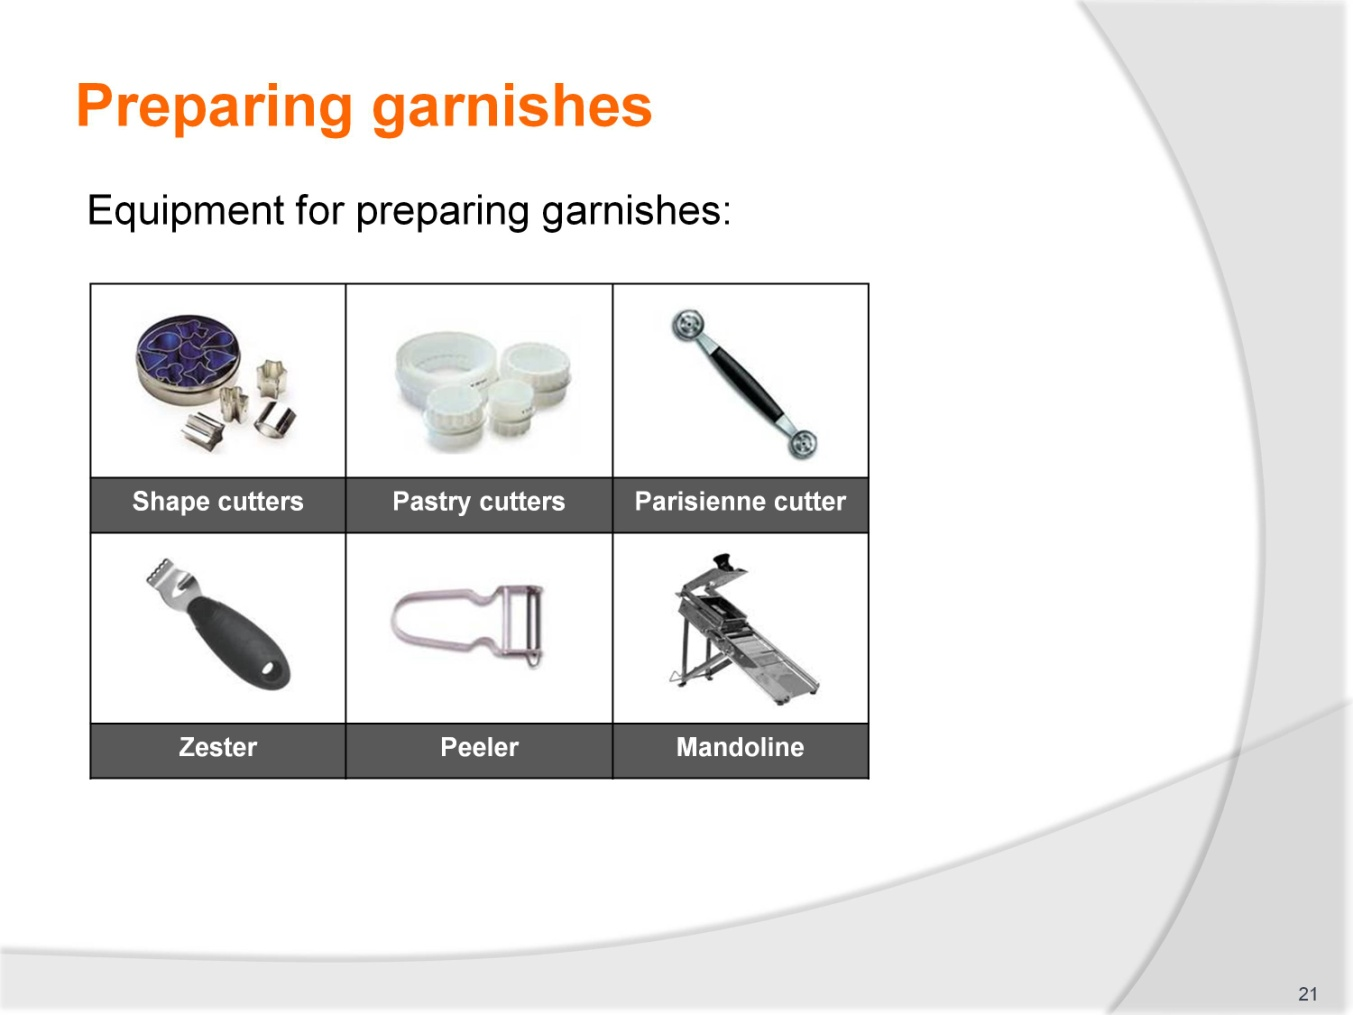 Preparing garnishes
Equipment for preparing garnishes:
Shape cutters
Pastry cutters
Parisienne cutter
Zester
Peeler
Mandoline
21